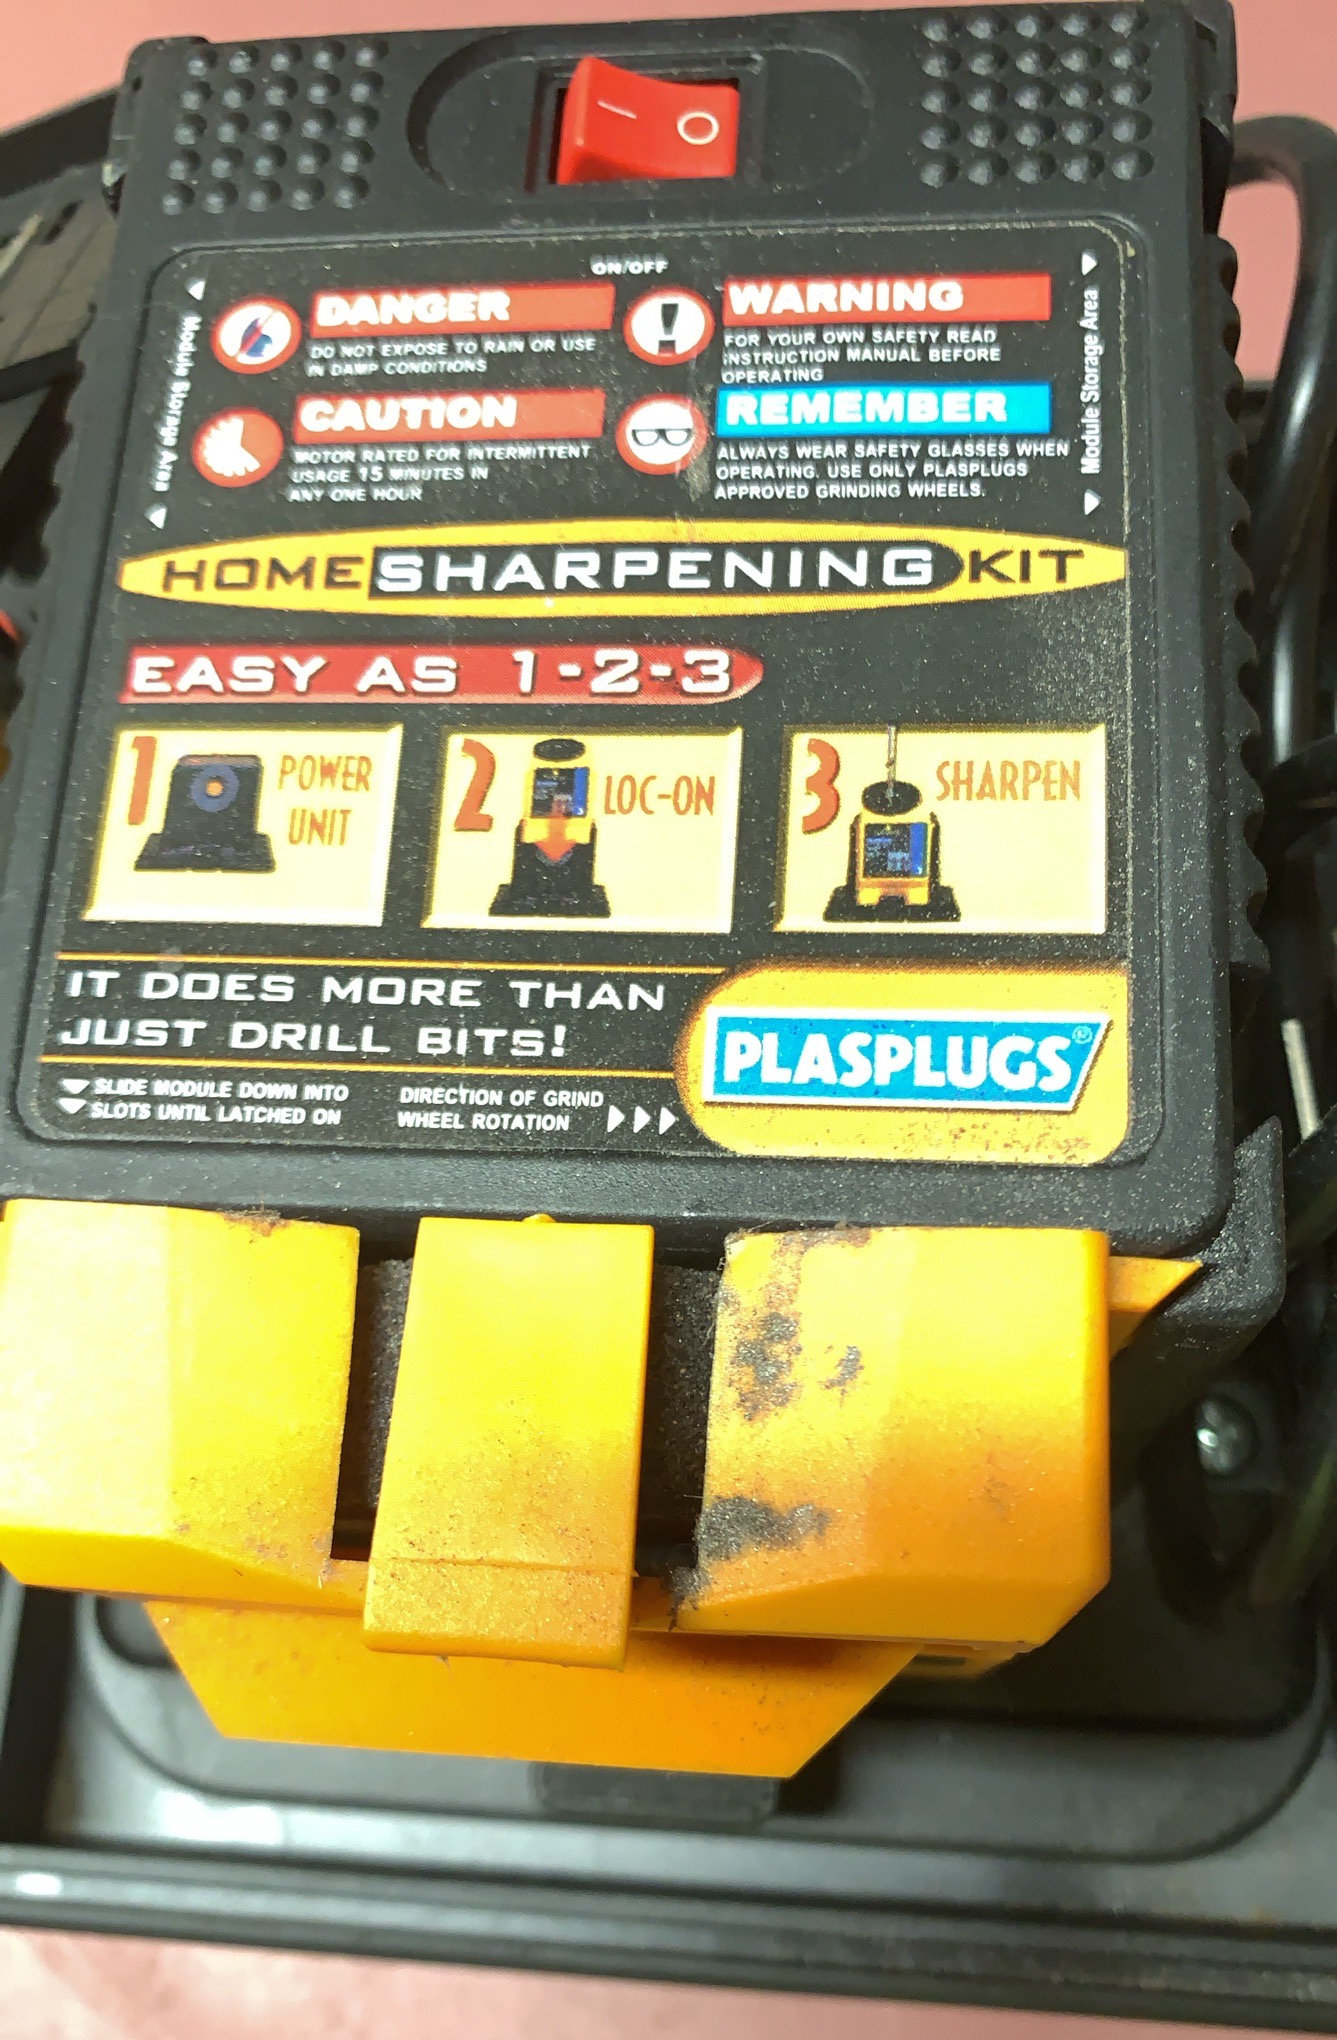 ON/OFF
DANGER
DO NOT EXPOSE TO RAIN OR USE
IN DAMP CONDITIONS
WARNING
FOR YOUR OWN SAFETY READ
INSTRUCTION MANUAL BEFORE
OPERATING
CAUTION
MOTOR RATED FOR INTERMITTENT
USAGE 15 MINUTES IN
ANY ONE HOUR
REMEMBER
ALWAYS WEAR SAFETY GLASSES WHEN
OPERATING. USE ONLY PLASPLUGS
APPROVED GRINDING WHEELS.
Module Storage Area
Module Storage Area
HOME SHARPENING KIT
EASY AS 1-2-3
1 POWER
UNIT
2 LOC-ON
3 SHARPEN
IT DOES MORE THAN
JUST DRILL BITS!
PLASPLUGS®
SLIDE MODULE DOWN INTO
SLOTS UNTIL LATCHED ON
DIRECTION OF GRIND
WHEEL ROTATION